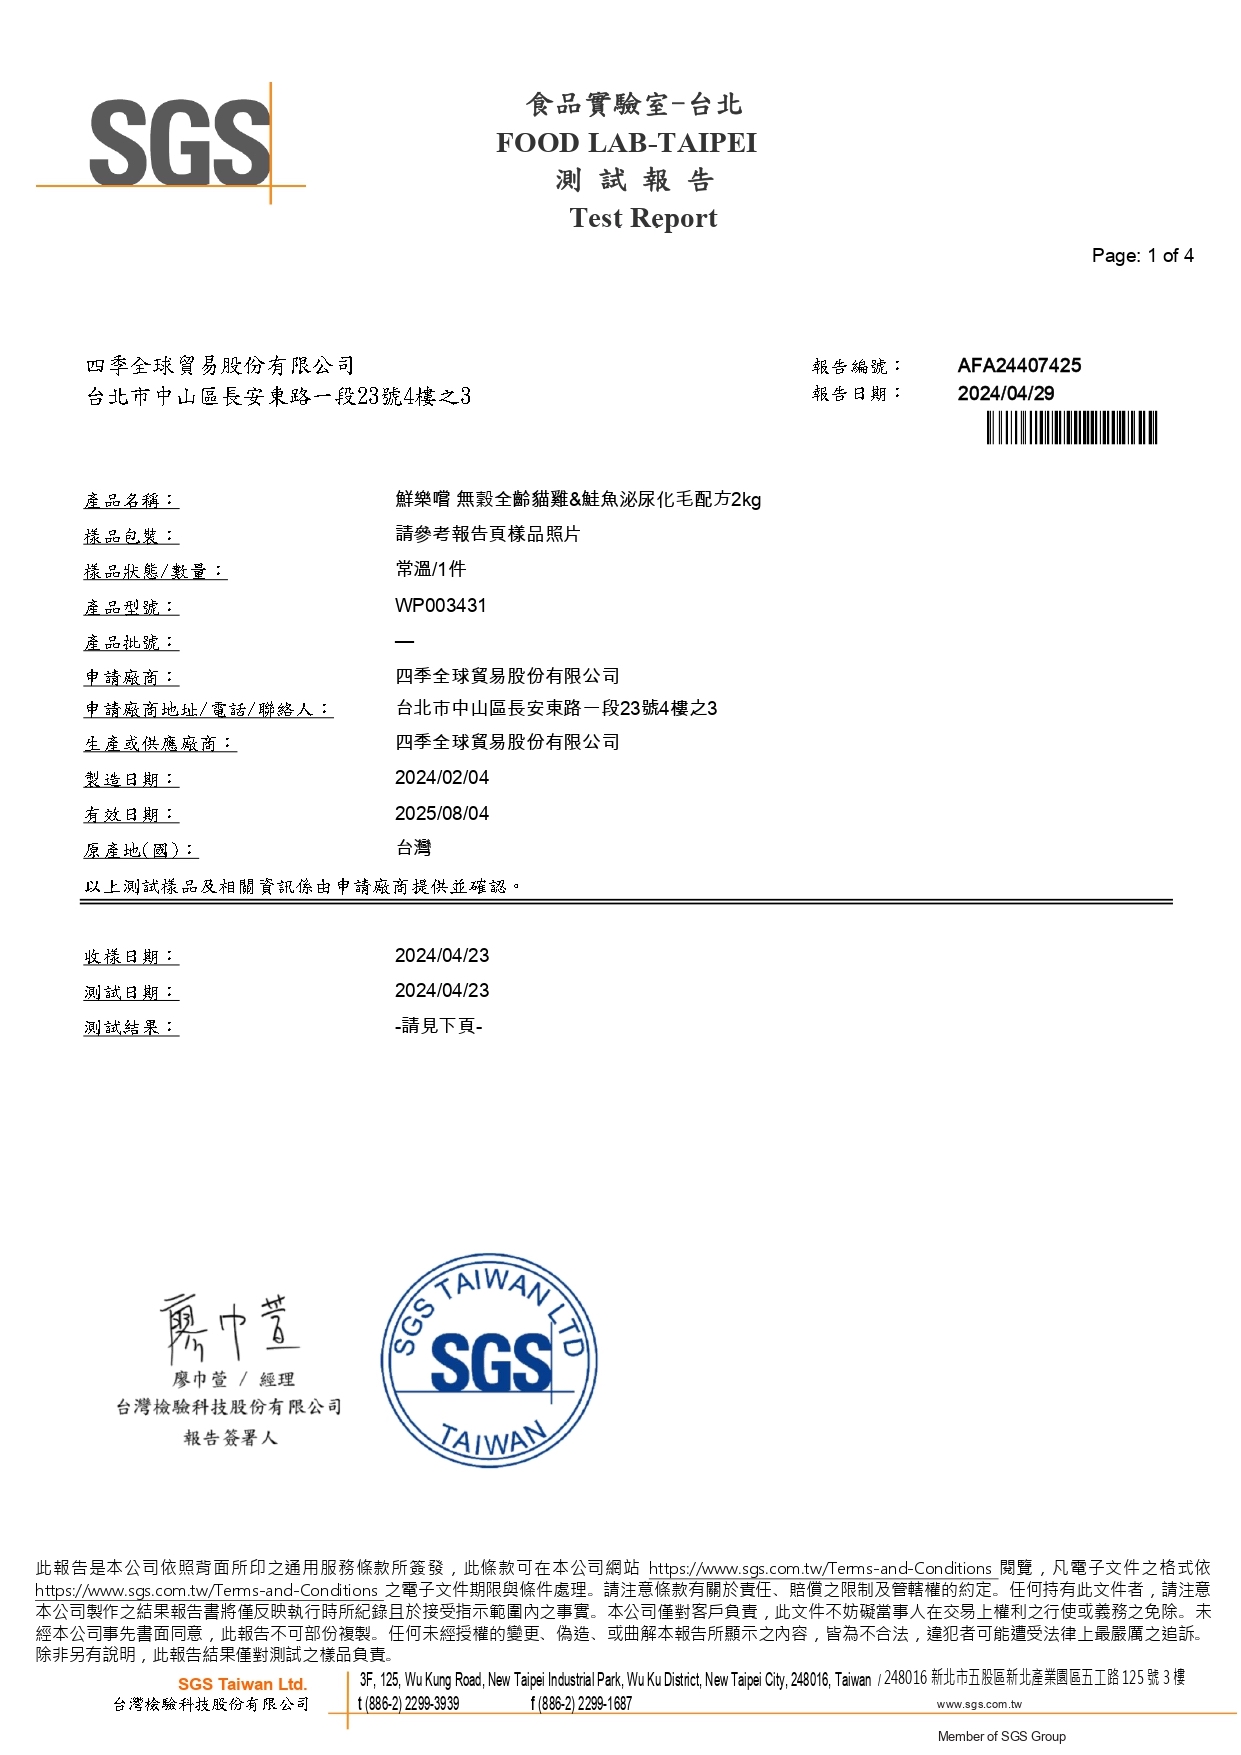 SGS
食品實驗室-台北
FOOD LAB-TAIPEI
測 試 報 告
Test Report
Page: 1 of 4
四季全球貿易股份有限公司
台北市中山區長安東路一段23號4樓之3
報告編號： AFA24407425
報告日期： 2024/04/29
產品名稱： 鮮樂嚐 無穀全齡貓雞&鮭魚泌尿化毛配方2kg
樣品包裝： 請參考報告頁樣品照片
樣品狀態/數量： 常溫/1件
產品型號： WP003431
產品批號： —
申請廠商： 四季全球貿易股份有限公司
申請廠商地址/電話/聯絡人： 台北市中山區長安東路一段23號4樓之3
生產或供應廠商： 四季全球貿易股份有限公司
製造日期： 2024/02/04
有效日期： 2025/08/04
原產地(國)： 台灣
以上測試樣品及相關資訊係由申請廠商提供並確認。
收樣日期： 2024/04/23
測試日期： 2024/04/23
測試結果： -請見下頁-
廖巾萱
廖巾萱 / 經理
台灣檢驗科技股份有限公司
報告簽署人
SGS TAIWAN LTD
SGS
TAIWAN
此報告是本公司依照背面所印之通用服務條款所簽發，此條款可在本公司網站 https://www.sgs.com.tw/Terms-and-Conditions 閱覽，凡電子文件之格式依
https://www.sgs.com.tw/Terms-and-Conditions 之電子文件期限與條件處理。請注意條款有關於責任、賠償之限制及管轄權的約定。任何持有此文件者，請注意
本公司製作之結果報告書將僅反映執行時所紀錄且於接受指示範圍內之事實。本公司僅對客戶負責，此文件不妨礙當事人在交易上權利之行使或義務之免除。未
經本公司事先書面同意，此報告不可部份複製。任何未經授權的變更、偽造、或曲解本報告所顯示之內容，皆為不合法，違犯者可能遭受法律上最嚴厲之追訴。
除非另有說明，此報告結果僅對測試之樣品負責。
SGS Taiwan Ltd. 3F, 125, Wu Kung Road, New Taipei Industrial Park, Wu Ku District, New Taipei City, 248016, Taiwan / 248016 新北市五股區新北產業園區五工路 125 號 3 樓
台灣檢驗科技股份有限公司 t (886-2) 2299-3939 f (886-2) 2299-1687 www.sgs.com.tw
Member of SGS Group